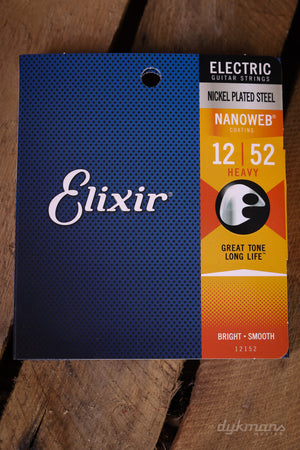 ELECTRIC
GUITAR STRINGS
NICKEL PLATED STEEL
NANOWEB®
COATING
12 | 52
HEAVY
Elixir®
GREAT TONE
LONG LIFE™
BRIGHT • SMOOTH
12152
dykmans